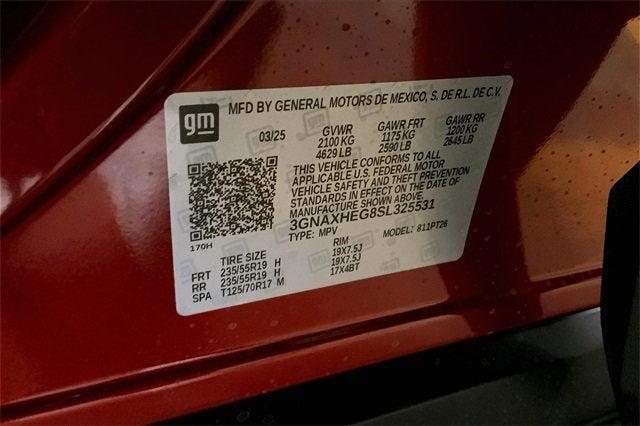 gm
MFD BY GENERAL MOTORS DE MEXICO, S. DE R.L. DE C.V.
03/25 GVWR GAWR FRT GAWR RR
2100 KG 1175 KG 1200 KG
4629 LB 2590 LB 2645 LB
THIS VEHICLE CONFORMS TO ALL
APPLICABLE U.S. FEDERAL MOTOR
VEHICLE SAFETY AND THEFT PREVENTION
STANDARDS IN EFFECT ON THE DATE OF
MANUFACTURE SHOWN ABOVE.
3GNAXHEG8SL325531
TYPE: MPV MODEL: 811PT26
170H
TIRE SIZE RIM
FRT 235/55R19 H 19X7.5J
RR 235/55R19 H 19X7.5J
SPA T125/70R17 M 17X4BT